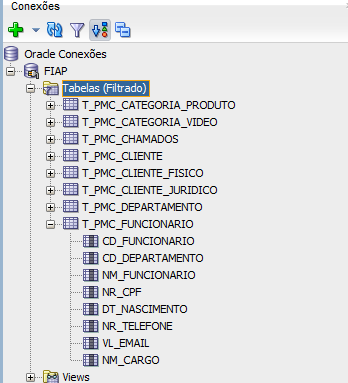 Conexões
Oracle Conexões
FIAP
Tabelas (Filtrado)
T_PMC_CATEGORIA_PRODUTO
T_PMC_CATEGORIA_VIDEO
T_PMC_CHAMADOS
T_PMC_CLIENTE
T_PMC_CLIENTE_FISICO
T_PMC_CLIENTE_JURIDICO
T_PMC_DEPARTAMENTO
T_PMC_FUNCIONARIO
CD_FUNCIONARIO
CD_DEPARTAMENTO
NM_FUNCIONARIO
NR_CPF
DT_NASCIMENTO
NR_TELEFONE
VL_EMAIL
NM_CARGO
Views